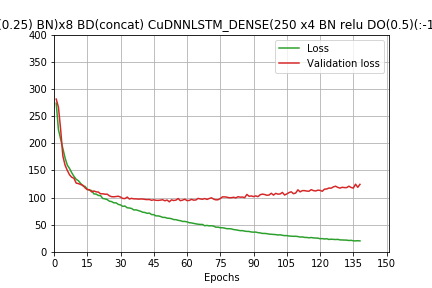 (0.25) BN)x8 BD(concat) CuDNNLSTM_DENSE(250 x4 BN relu DO(0.5)(:-1
400
350
300
250
200
150
100
50
0
0 15 30 45 60 75 90 105 120 135 150
Epochs
Loss
Validation loss